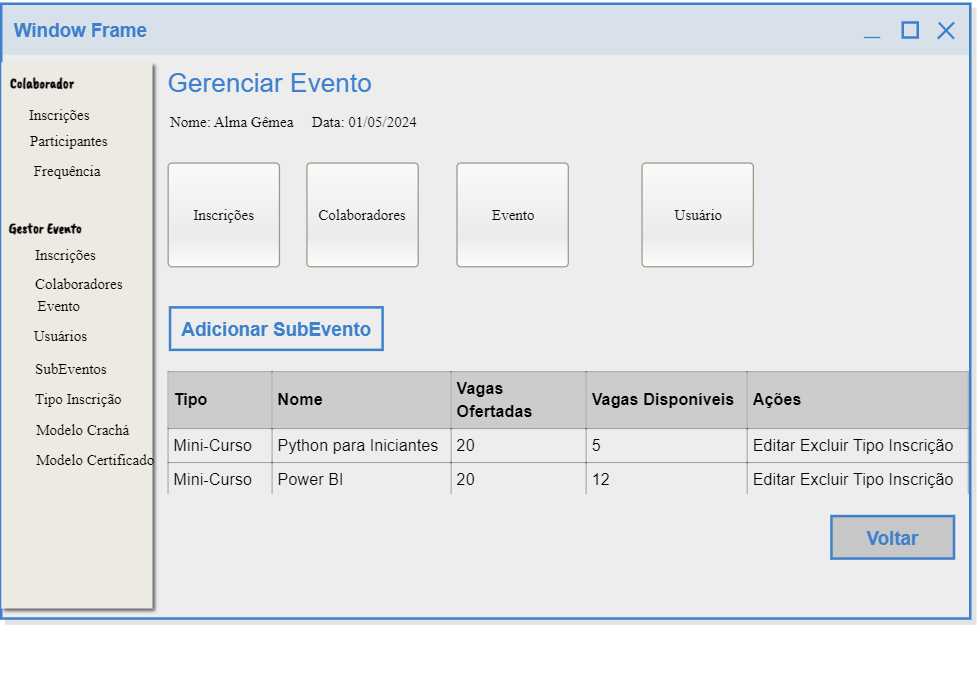 Window Frame
Colaborador
Inscrições
Participantes
Frequência
Gestor Evento
Inscrições
Colaboradores
Evento
Usuários
SubEventos
Tipo Inscrição
Modelo Crachá
Modelo Certificado
Gerenciar Evento
Nome: Alma Gêmea Data: 01/05/2024
Inscrições Colaboradores Evento Usuário
Adicionar SubEvento
Tipo Nome Vagas Ofertadas Vagas Disponíveis Ações
Mini-Curso Python para Iniciantes 20 5 Editar Excluir Tipo Inscrição
Mini-Curso Power BI 20 12 Editar Excluir Tipo Inscrição
Voltar